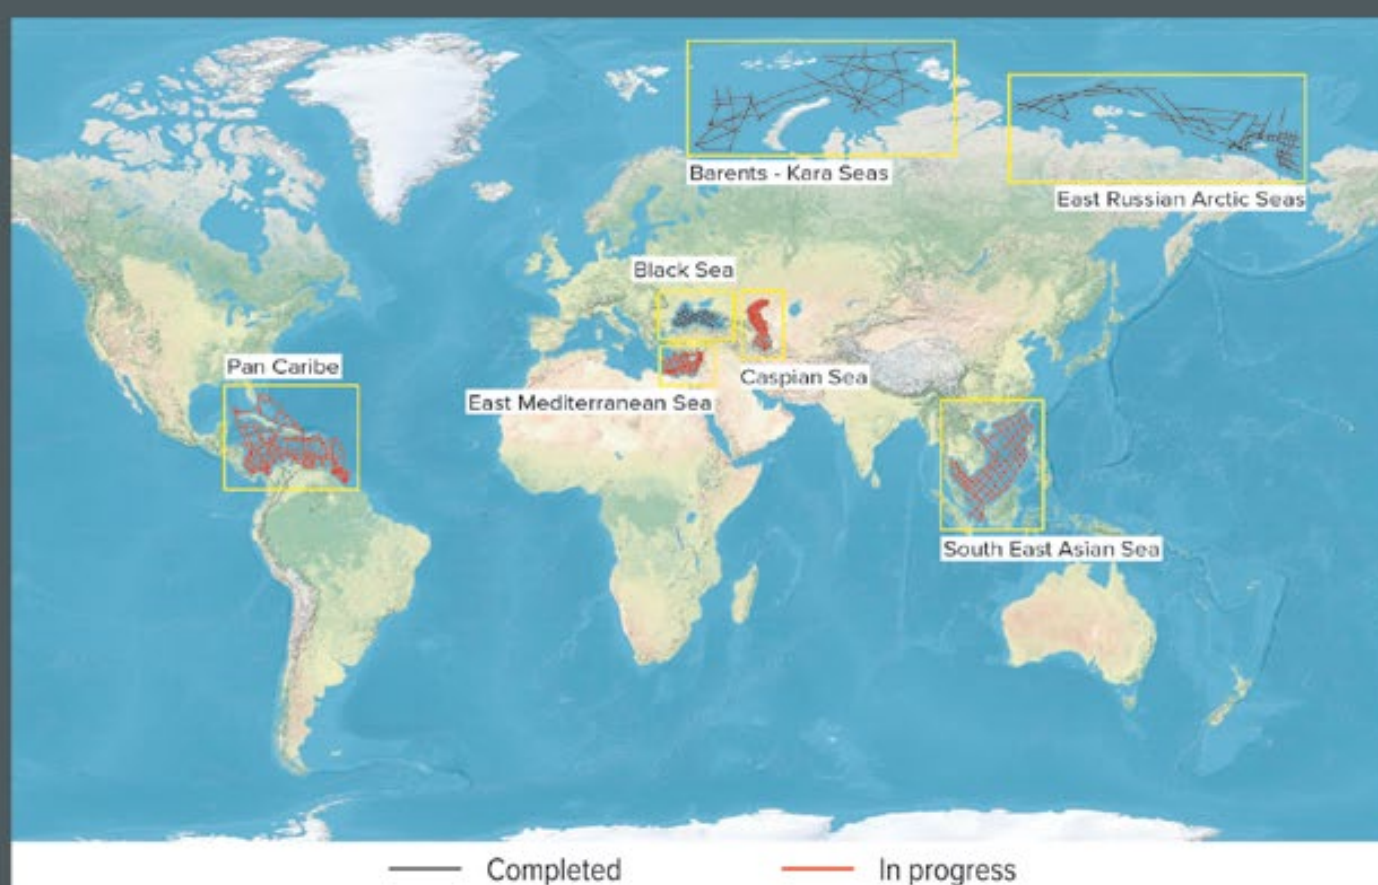 Barents - Kara Seas
East Russian Arctic Seas
Black Sea
Pan Caribe
Caspian Sea
East Mediterranean Sea
South East Asian Sea
Completed
In progress